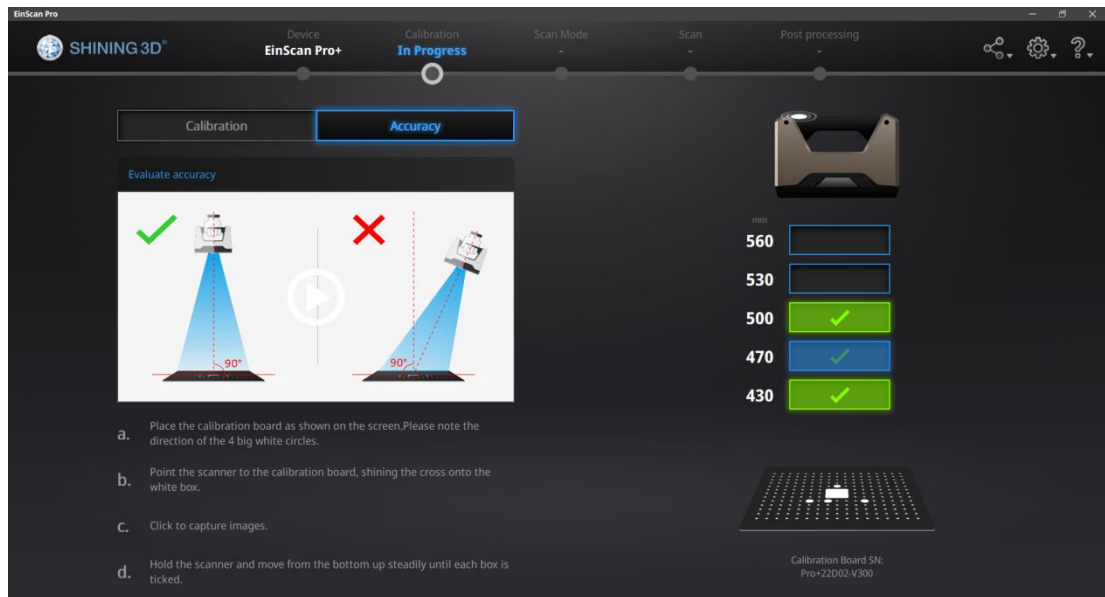 EinScan Pro
SHINING 3D®
Device
EinScan Pro+
Calibration
In Progress
Scan Mode
-
Scan
-
Post processing
-
Calibration
Accuracy
Evaluate accuracy
90°
90°
a. Place the calibration board as shown on the screen.Please note the
direction of the 4 big white circles.
b. Point the scanner to the calibration board, shining the cross onto the
white box.
c. Click to capture images.
d. Hold the scanner and move from the bottom up steadily until each box is
ticked.
mm
560
530
500
470
430
Calibration Board SN:
Pro+22D02-V300